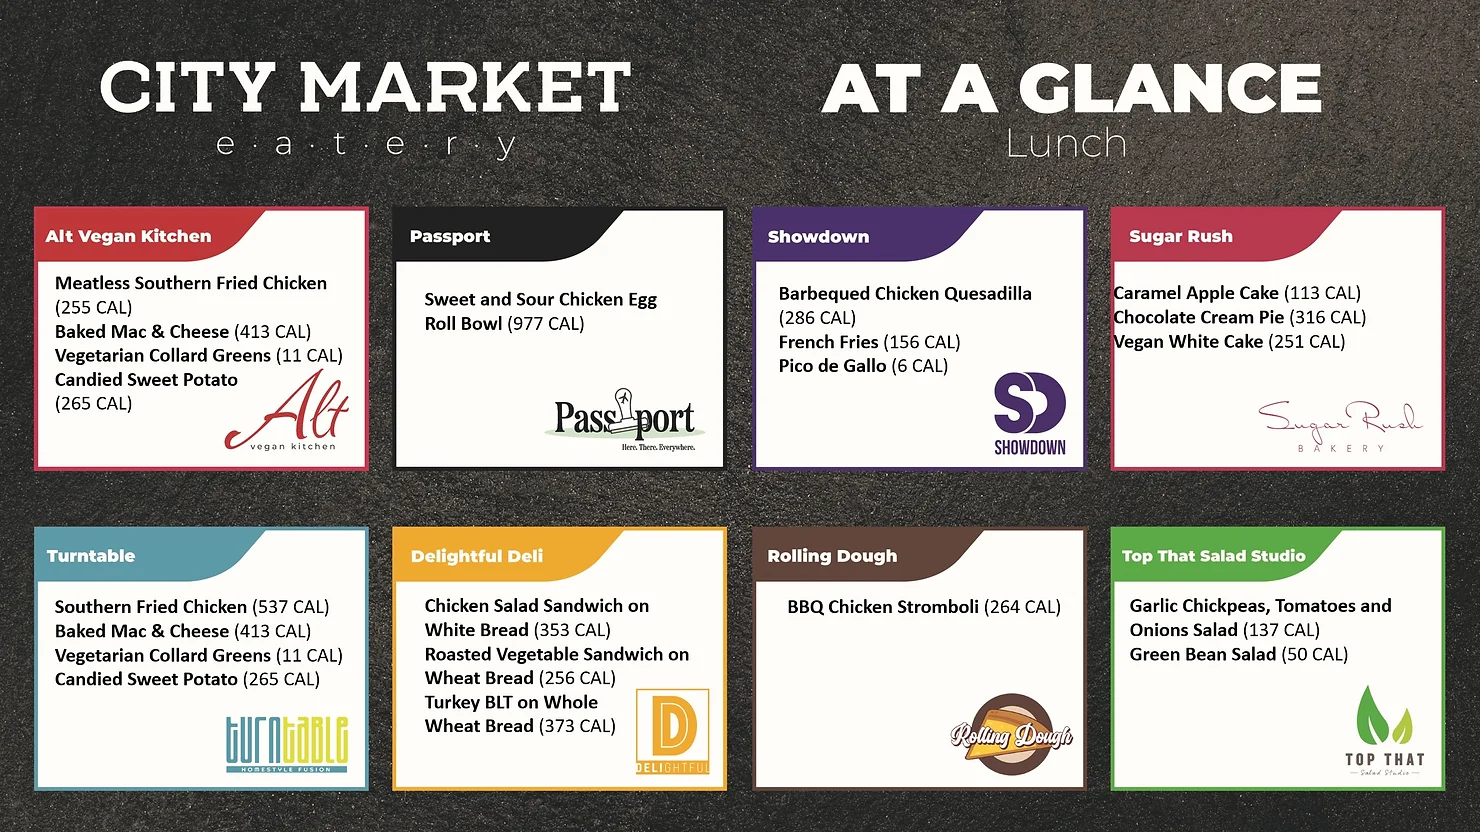 CITY MARKET
e·a·t·e·r·y
AT A GLANCE
Lunch
Alt Vegan Kitchen
Meatless Southern Fried Chicken
(255 CAL)
Baked Mac & Cheese (413 CAL)
Vegetarian Collard Greens (11 CAL)
Candied Sweet Potato
(265 CAL)
Alt
vegan kitchen
Passport
Sweet and Sour Chicken Egg
Roll Bowl (977 CAL)
Passport
Here. There. Everywhere.
Showdown
Barbequed Chicken Quesadilla
(286 CAL)
French Fries (156 CAL)
Pico de Gallo (6 CAL)
SD
SHOWDOWN
Sugar Rush
Caramel Apple Cake (113 CAL)
Chocolate Cream Pie (316 CAL)
Vegan White Cake (251 CAL)
Sugar Rush
BAKERY
Turntable
Southern Fried Chicken (537 CAL)
Baked Mac & Cheese (413 CAL)
Vegetarian Collard Greens (11 CAL)
Candied Sweet Potato (265 CAL)
turntable
HOMESTYLE FUSION
Delightful Deli
Chicken Salad Sandwich on
White Bread (353 CAL)
Roasted Vegetable Sandwich on
Wheat Bread (256 CAL)
Turkey BLT on Whole
Wheat Bread (373 CAL)
D
DELIGHTFUL
Rolling Dough
BBQ Chicken Stromboli (264 CAL)
Rolling Dough
Top That Salad Studio
Garlic Chickpeas, Tomatoes and
Onions Salad (137 CAL)
Green Bean Salad (50 CAL)
TOP THAT
Salad Studio